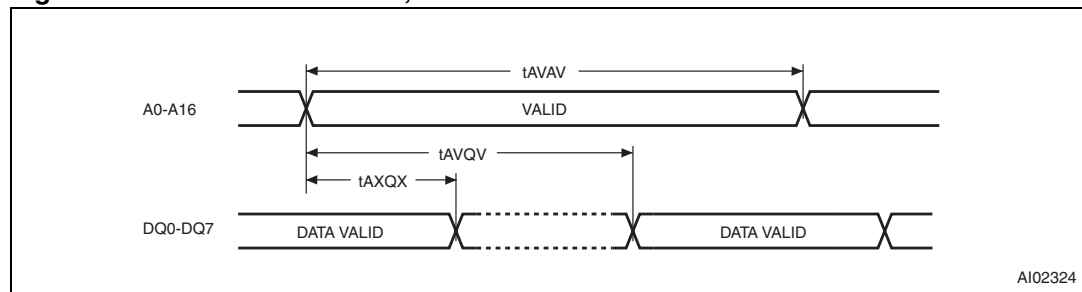 tAVAV
A0-A16 VALID
tAVQV
tAXQX
DQ0-DQ7 DATA VALID DATA VALID
AI02324